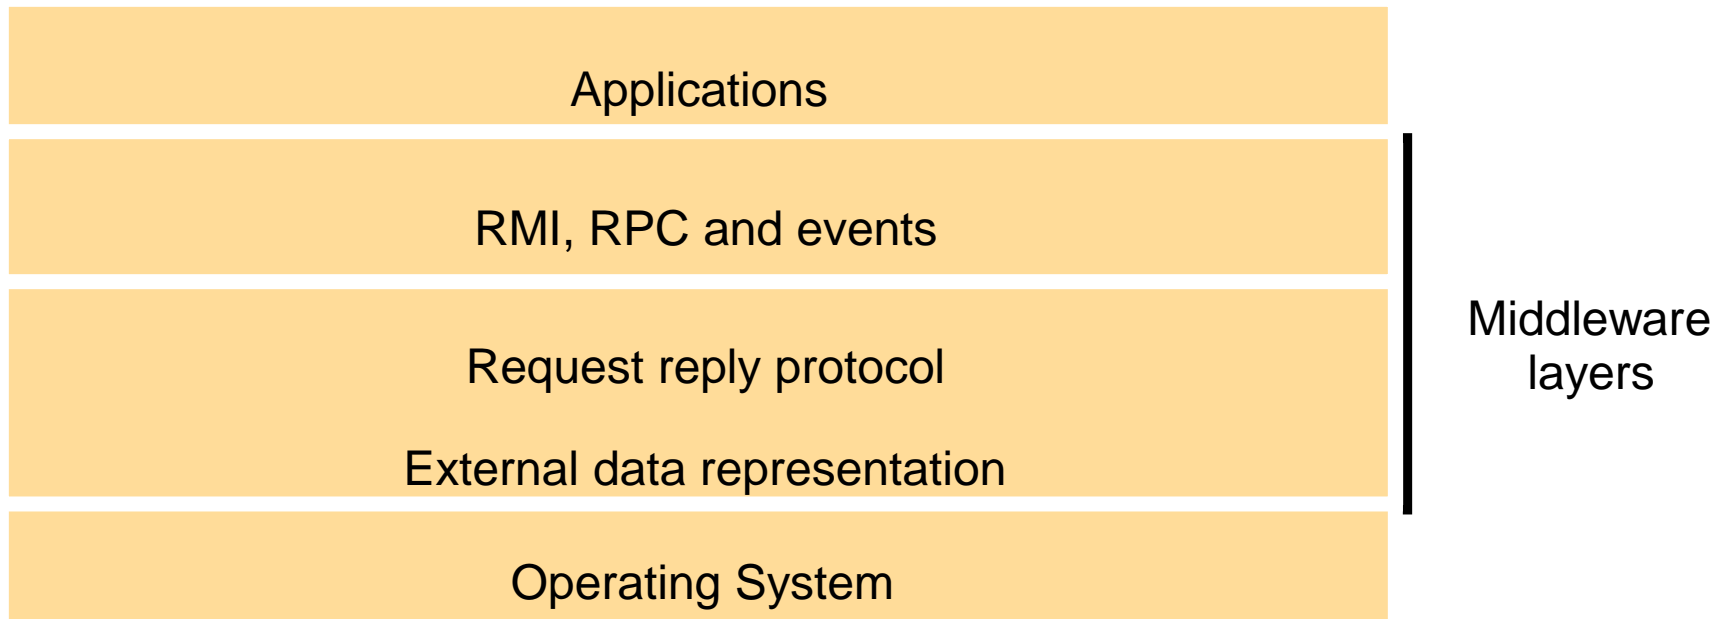 Applications
RMI, RPC and events
Request reply protocol
External data representation
Operating System
Middleware
layers